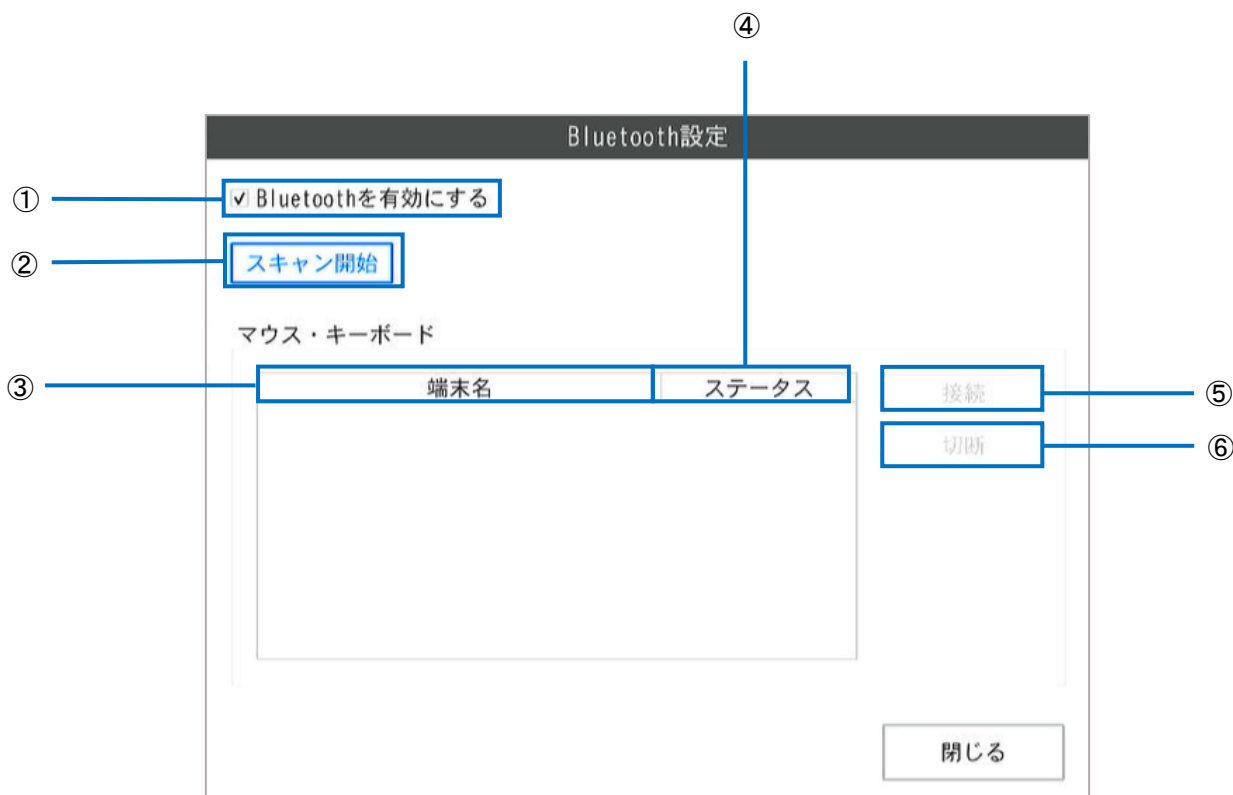 ④
Bluetooth設定
① Bluetoothを有効にする
② スキャン開始
マウス・キーボード
③ 端末名 ステータス 接続 ⑤
切断 ⑥
閉じる